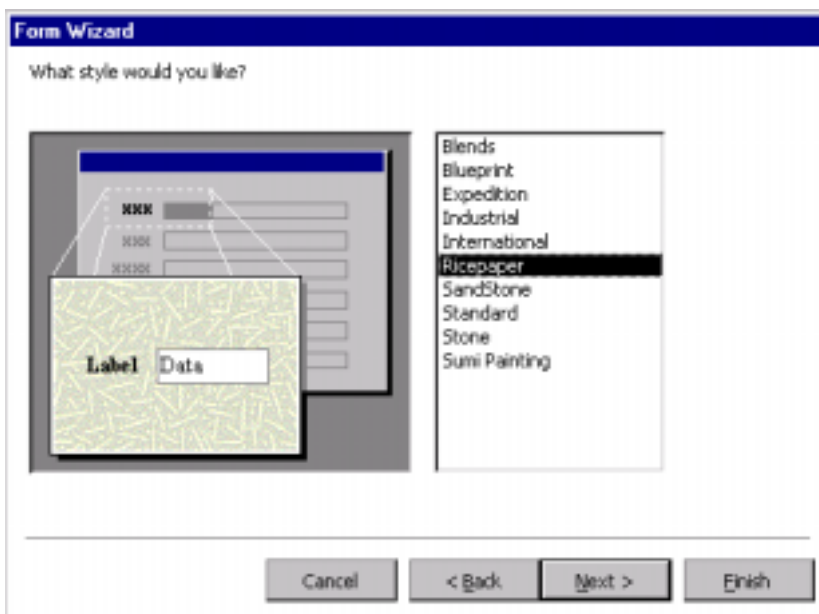 Form Wizard
What style would you like?
xxx
xxx
xxxx
Label Data
Blends
Blueprint
Expedition
Industrial
International
Ricepaper
SandStone
Standard
Stone
Sumi Painting
Cancel < Back Next > Finish